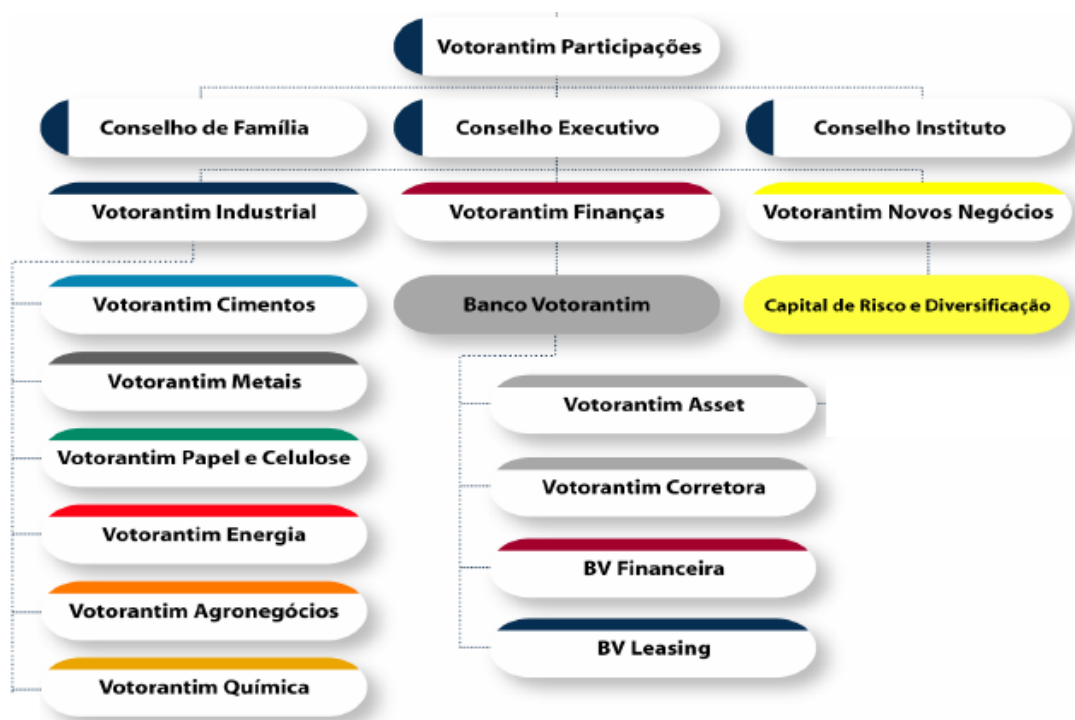 Votorantim Participações
Conselho de Família
Conselho Executivo
Conselho Instituto
Votorantim Industrial
Votorantim Finanças
Votorantim Novos Negócios
Votorantim Cimentos
Banco Votorantim
Capital de Risco e Diversificação
Votorantim Metais
Votorantim Asset
Votorantim Papel e Celulose
Votorantim Corretora
Votorantim Energia
BV Financeira
Votorantim Agronegócios
BV Leasing
Votorantim Química